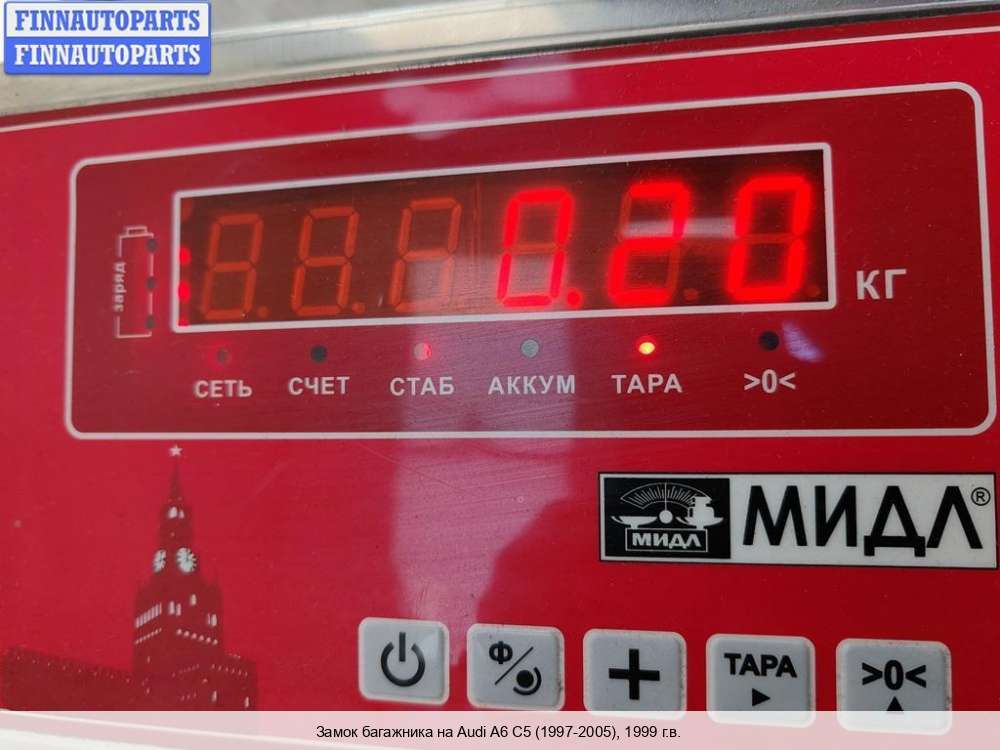 FINNAUTOPARTS
FINNAUTOPARTS
заряд
0.20
КГ
СЕТЬ СЧЕТ СТАБ АККУМ ТАРА >0<
МИДЛ МИДЛ®
Ф
+
ТАРА >0<
Замок багажника на Audi A6 C5 (1997-2005), 1999 г.в.